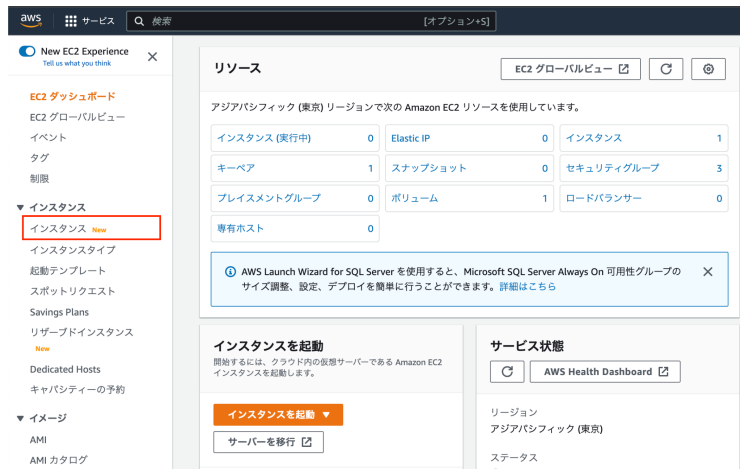 aws
サービス
検索
[オプション+S]
New EC2 Experience
Tell us what you think
EC2 ダッシュボード
EC2 グローバルビュー
イベント
タグ
制限
インスタンス
インスタンス New
インスタンスタイプ
起動テンプレート
スポットリクエスト
Savings Plans
リザーブドインスタンス
New
Dedicated Hosts
キャパシティーの予約
イメージ
AMI
AMI カタログ
リソース
EC2 グローバルビュー
アジアパシフィック (東京) リージョンで次の Amazon EC2 リソースを使用しています。
インスタンス (実行中) 0
Elastic IP 0
インスタンス 1
キーペア 1
スナップショット 0
セキュリティグループ 3
プレイスメントグループ 0
ボリューム 1
ロードバランサー 0
専有ホスト 0
AWS Launch Wizard for SQL Server を使用すると、Microsoft SQL Server Always On 可用性グループの
サイズ調整、設定、デプロイを簡単に行うことができます。詳細はこちら
インスタンスを起動
開始するには、クラウド内の仮想サーバーである Amazon EC2
インスタンスを起動します。
インスタンスを起動
サーバーを移行
サービス状態
AWS Health Dashboard
リージョン
アジアパシフィック (東京)
ステータス